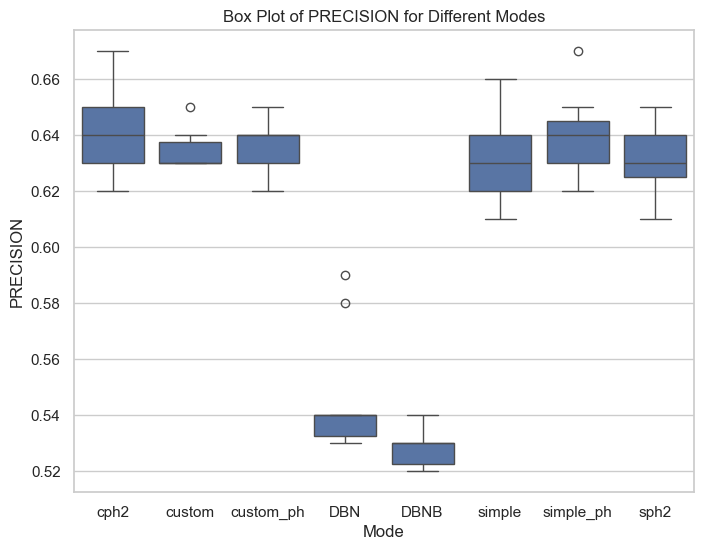 Box Plot of PRECISION for Different Modes
PRECISION
0.66
0.64
0.62
0.60
0.58
0.56
0.54
0.52
cph2 custom custom_ph DBN DBNB simple simple_ph sph2
Mode